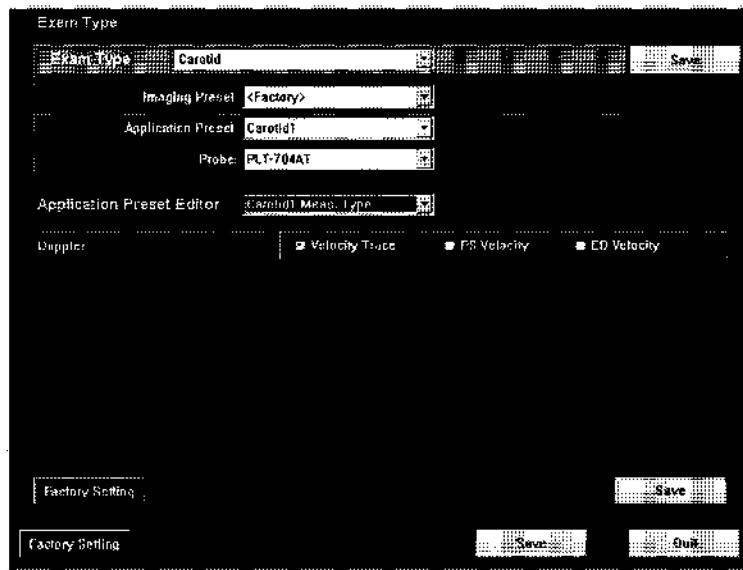 Exam Type
Exam Type Carotid Save
Imaging Preset <Factory>
Application Preset Carotid1
Probe: PLT-704AT
Application Preset Editor Carotid1 Meas. Type
Doppler Velocity Trace PS Velocity ED Velocity
Factory Setting Save
Factory Setting Save Quit